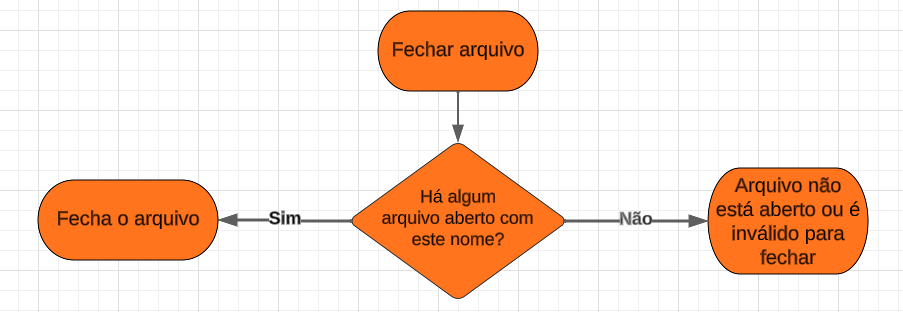 Fechar arquivo
Há algum
arquivo aberto com
este nome?
Fecha o arquivo
Sim
Não
Arquivo não
está aberto ou é
inválido para
fechar